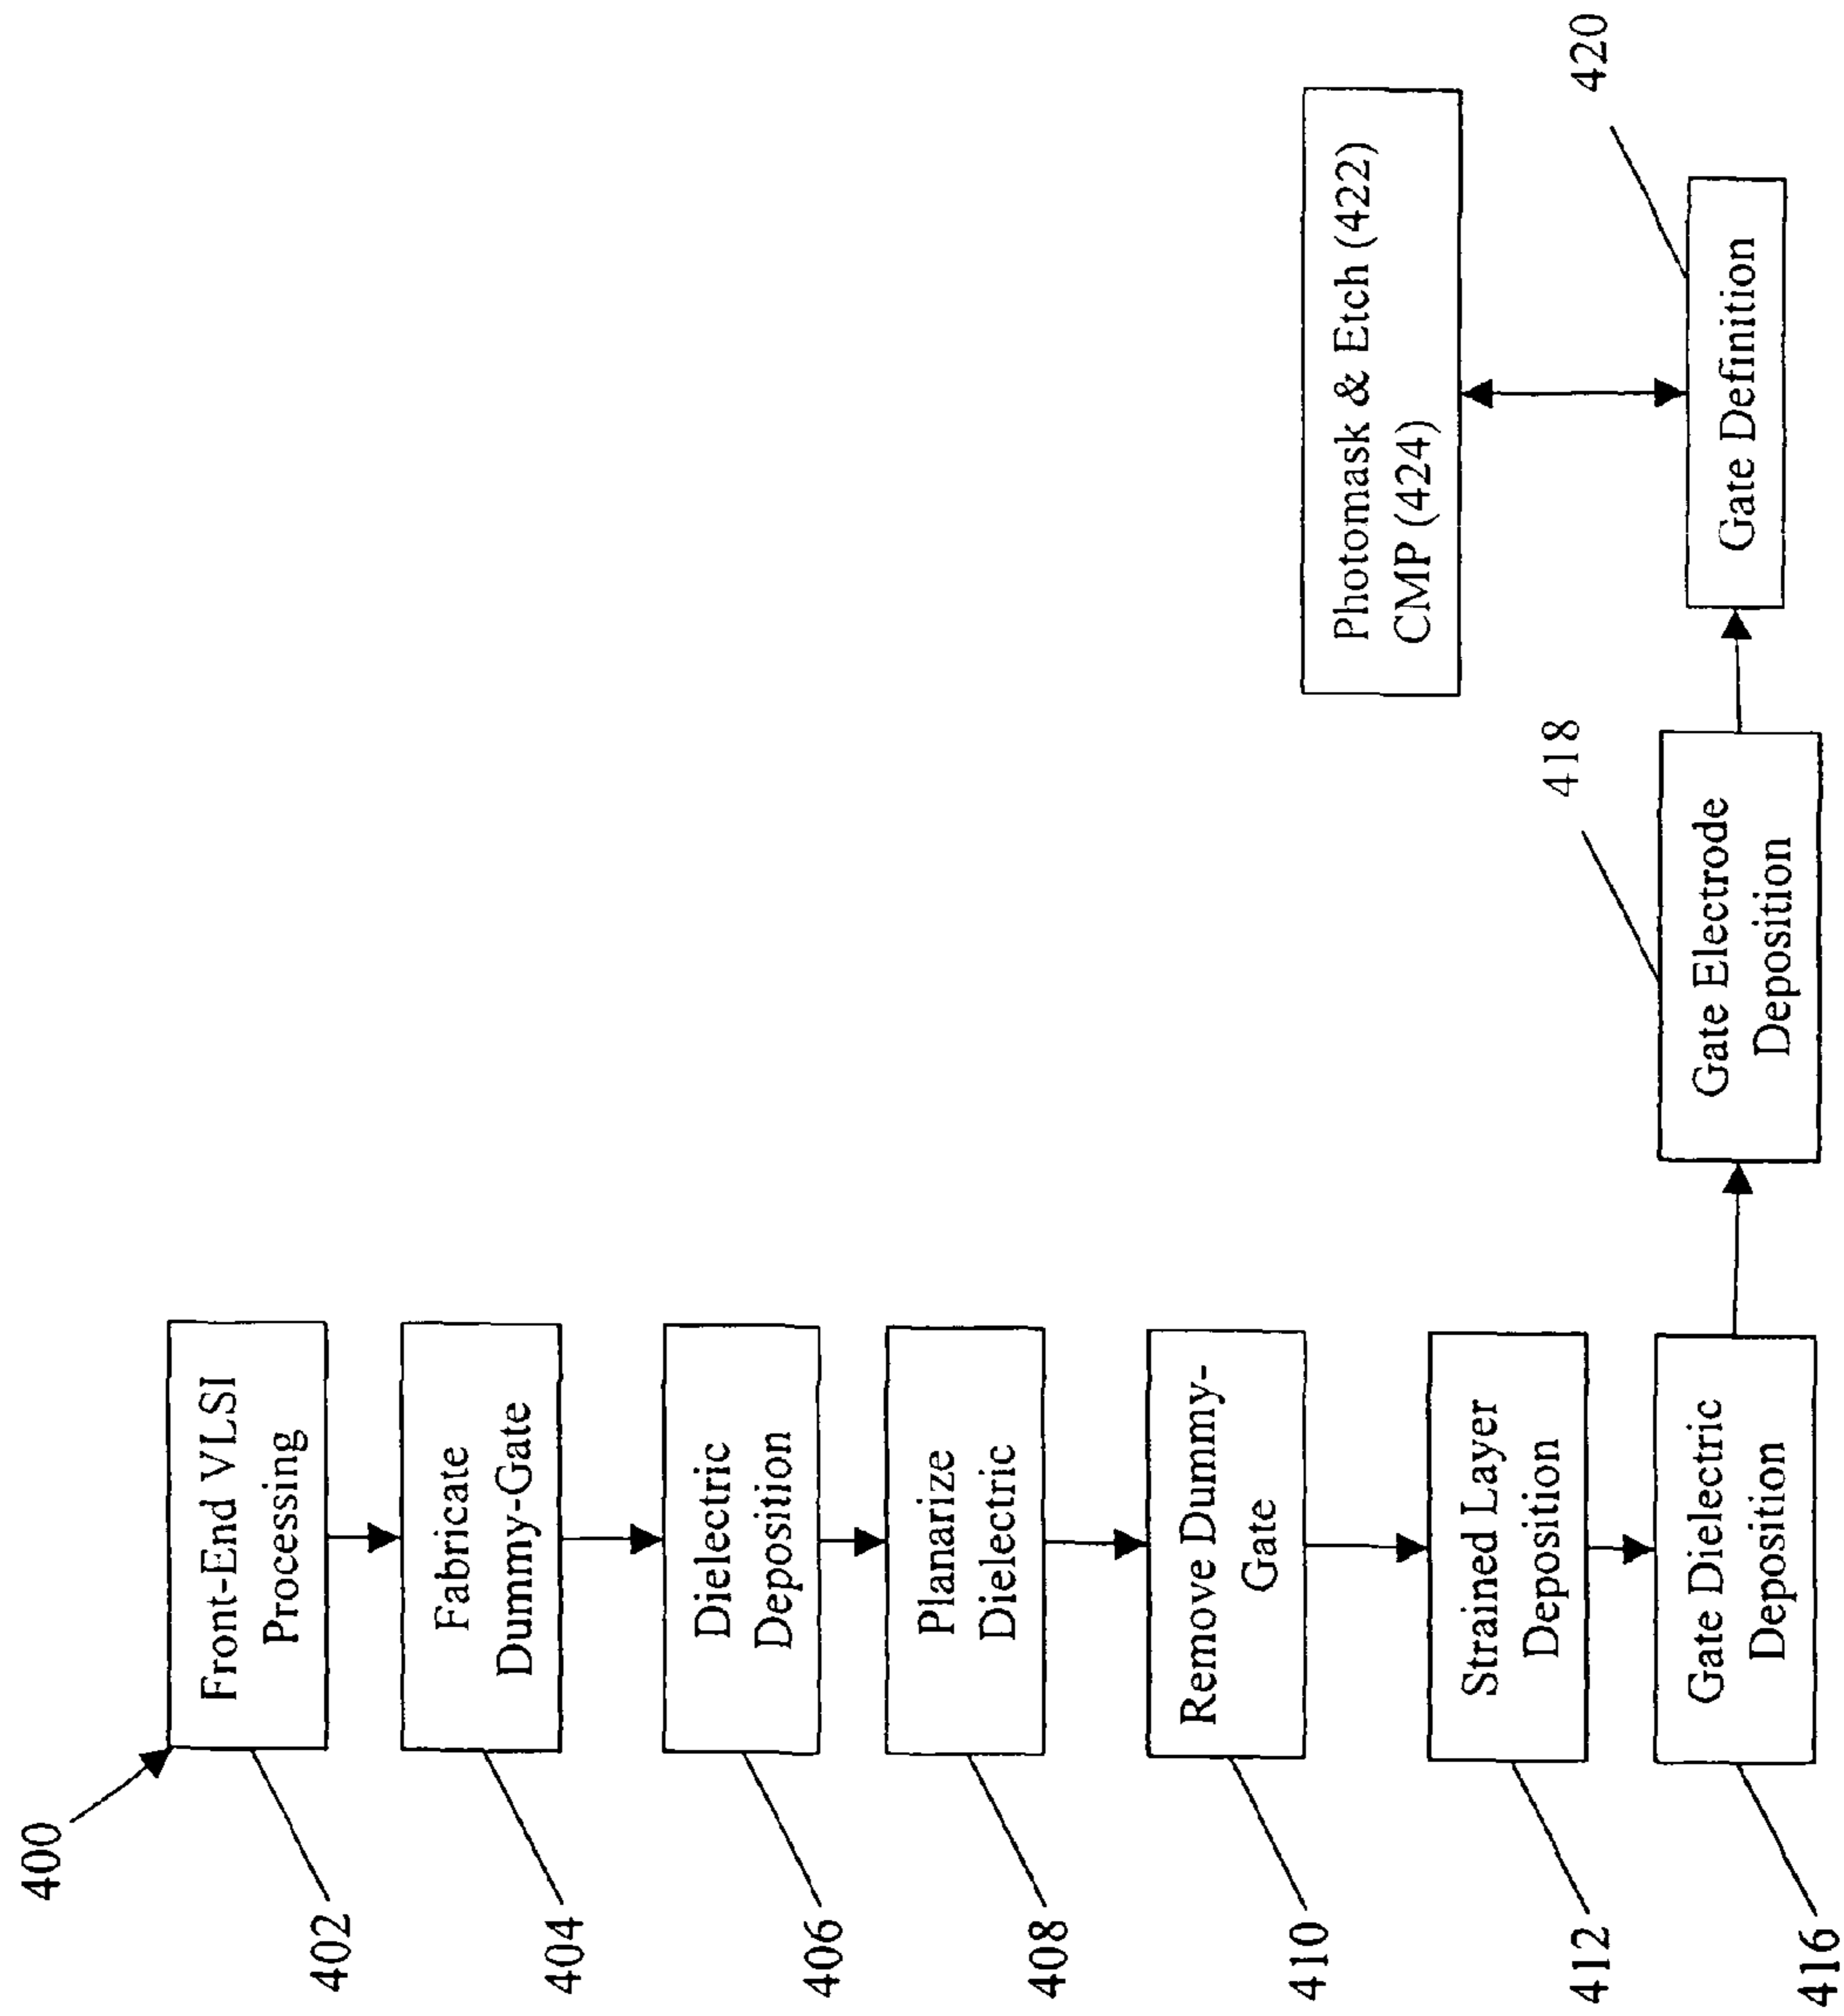 400
Front-End VLSI
Processing
402
Fabricate
Dummy-Gate
404
Dielectric
Deposition
406
Planarize
Dielectric
408
Remove Dummy-
Gate
410
Strained Layer
Deposition
412
Gate Dielectric
Deposition
416
Gate Electrode
Deposition
418
Gate Definition
420
Photomask & Etch (422)
CMP (424)